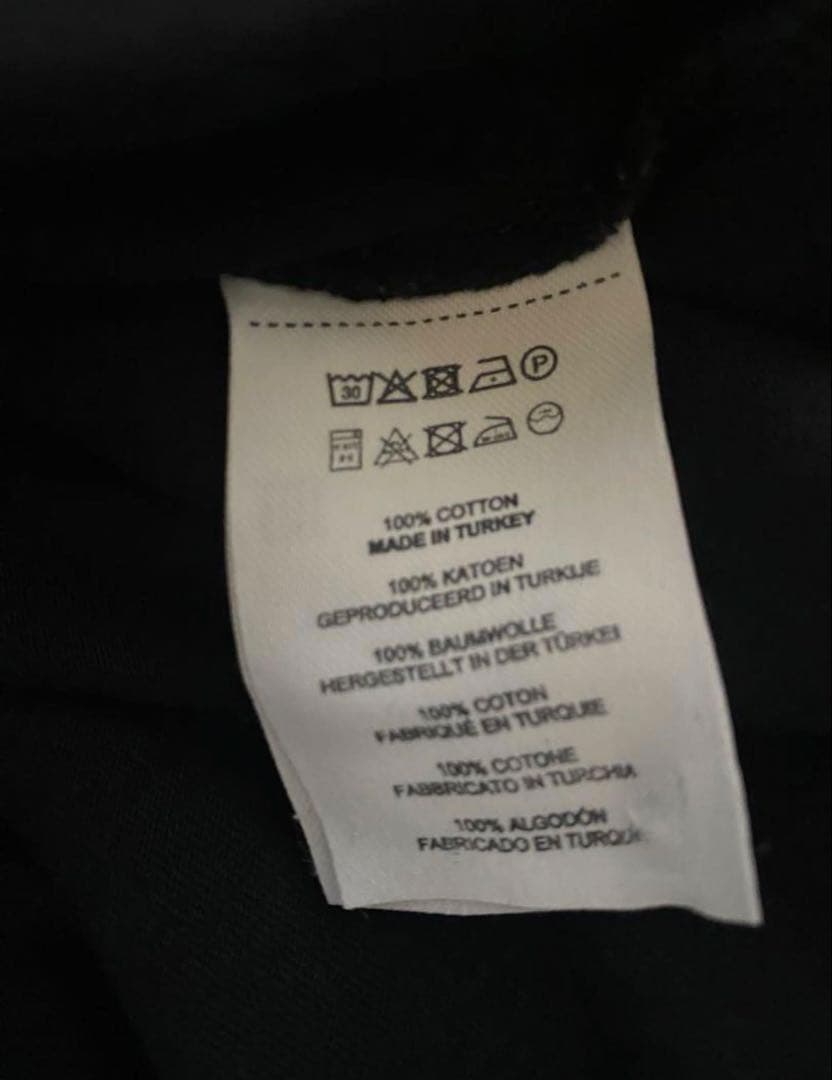 30 P
100% COTTON
MADE IN TURKEY
100% KATOEN
GEPRODUCEERD IN TURKIJE
100% BAUMWOLLE
HERGESTELLT IN DER TÜRKEI
100% COTON
FABRIQUÉ EN TURQUIE
100% COTONE
FABBRICATO IN TURCHIA
100% ALGODÓN
FABRICADO EN